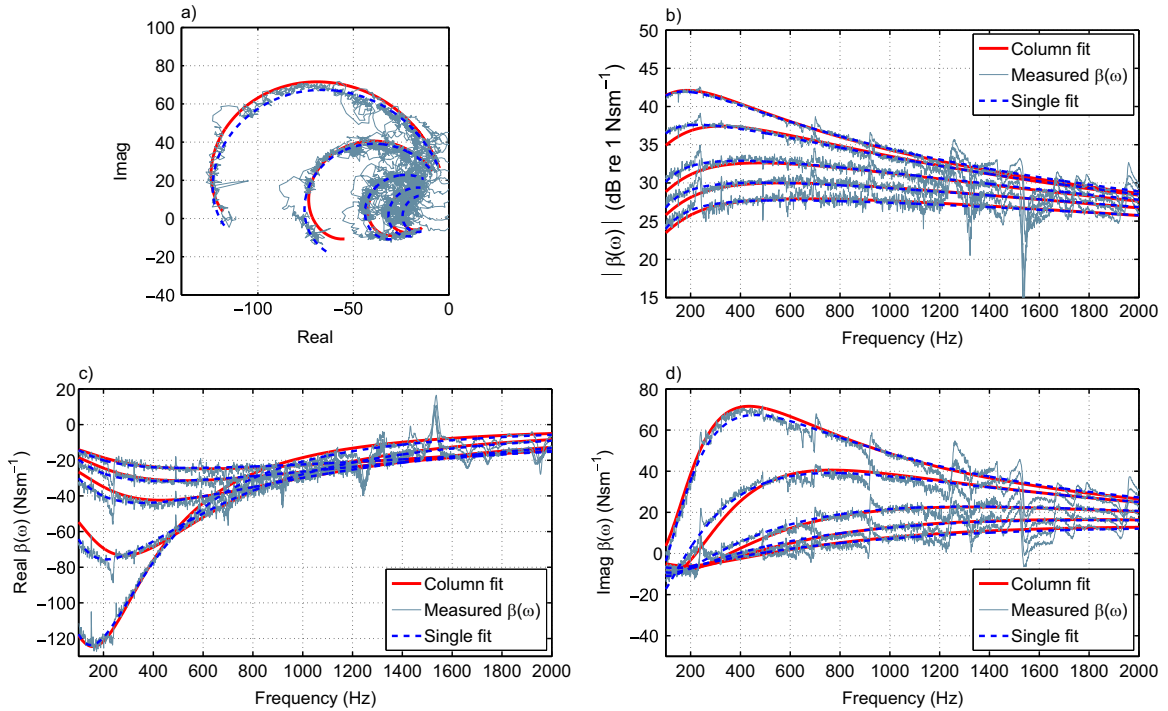 a)
100
80
60
40
20
0
−20
−40
Imag
−100
−50
0
Real
b)
50
45
40
35
30
25
20
15
| β(ω) | (dB re 1 Nsm−1)
Column fit
Measured β(ω)
Single fit
200 400 600 800 1000 1200 1400 1600 1800 2000
Frequency (Hz)
c)
20
0
−20
−40
−60
−80
−100
−120
Real β(ω) (Nsm−1)
Column fit
Measured β(ω)
Single fit
200 400 600 800 1000 1200 1400 1600 1800 2000
Frequency (Hz)
d)
80
60
40
20
0
−20
−40
Imag β(ω) (Nsm−1)
Column fit
Measured β(ω)
Single fit
200 400 600 800 1000 1200 1400 1600 1800 2000
Frequency (Hz)